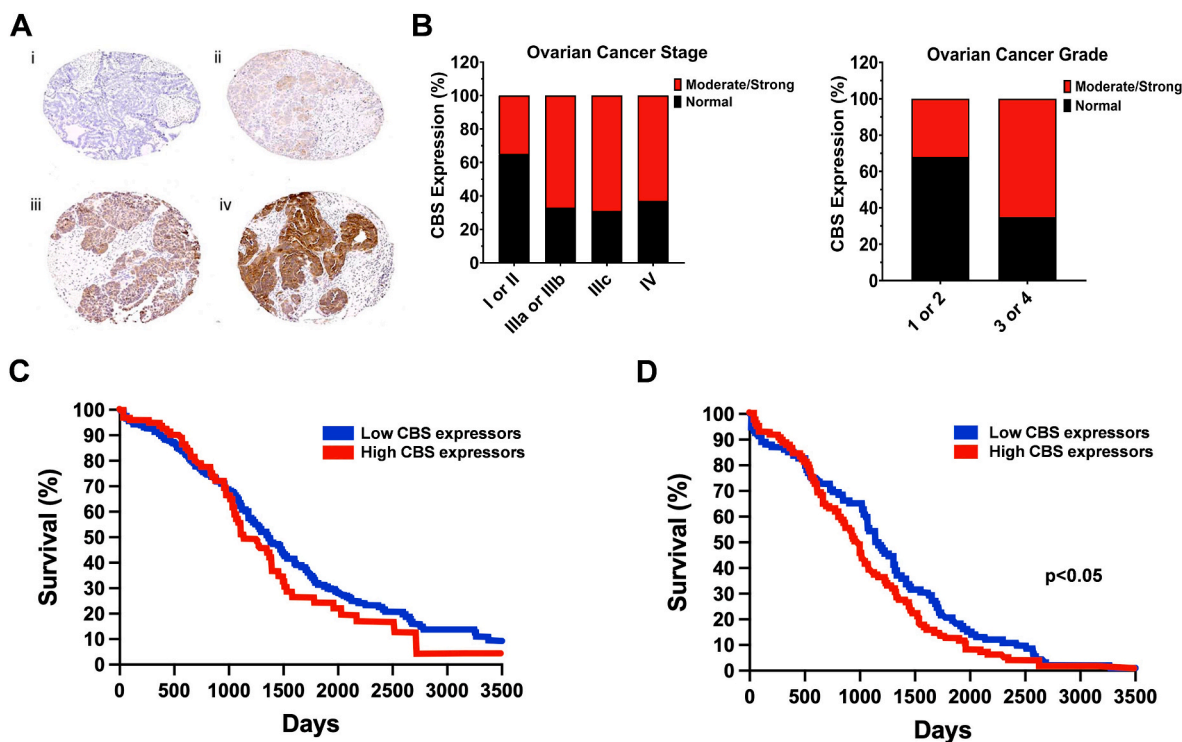 A
i
ii
iii
iv
B
Ovarian Cancer Stage
Moderate/Strong
Normal
CBS Expression (%)
120
100
80
60
40
20
0
I or II
IIIa or IIIb
IIIc
IV
Ovarian Cancer Grade
Moderate/Strong
Normal
CBS Expression (%)
120
100
80
60
40
20
0
1 or 2
3 or 4
C
Low CBS expressors
High CBS expressors
Survival (%)
100
90
80
70
60
50
40
30
20
10
0
0 500 1000 1500 2000 2500 3000 3500
Days
D
Low CBS expressors
High CBS expressors
p<0.05
Survival (%)
100
90
80
70
60
50
40
30
20
10
0
0 500 1000 1500 2000 2500 3000 3500
Days